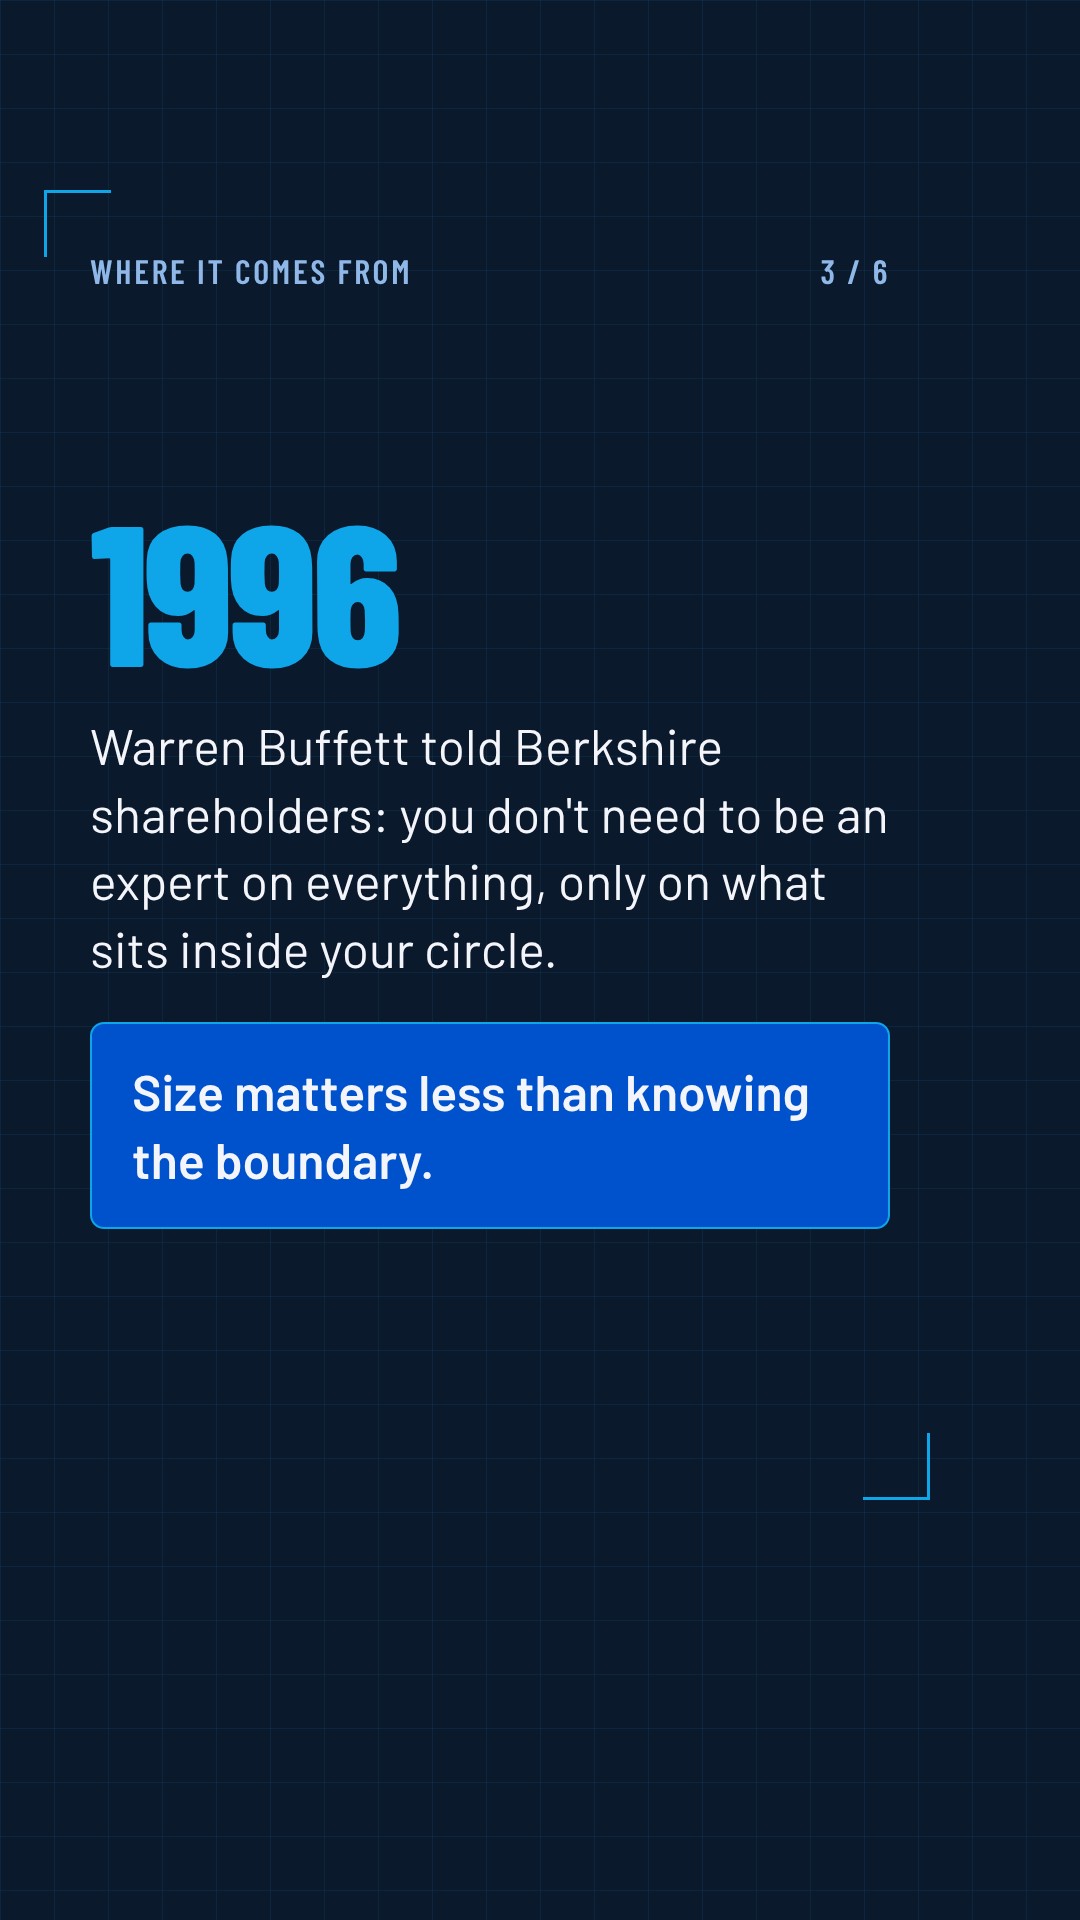 WHERE IT COMES FROM
3 / 6
1996
Warren Buffett told Berkshire
shareholders: you don't need to be an
expert on everything, only on what
sits inside your circle.
Size matters less than knowing
the boundary.